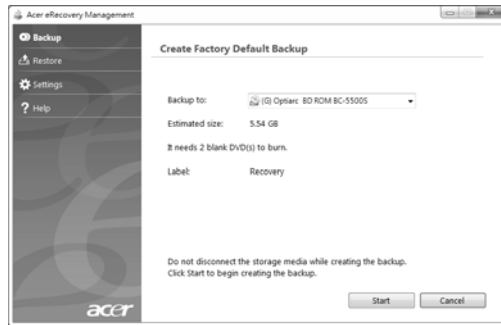 Acer eRecovery Management
Backup
Restore
Settings
Help
Create Factory Default Backup
Backup to: (G) Optiarc BD ROM BC-5500S
Estimated size: 5.54 GB
It needs 2 blank DVD(s) to burn.
Label: Recovery
Do not disconnect the storage media while creating the backup.
Click Start to begin creating the backup.
Start Cancel
acer